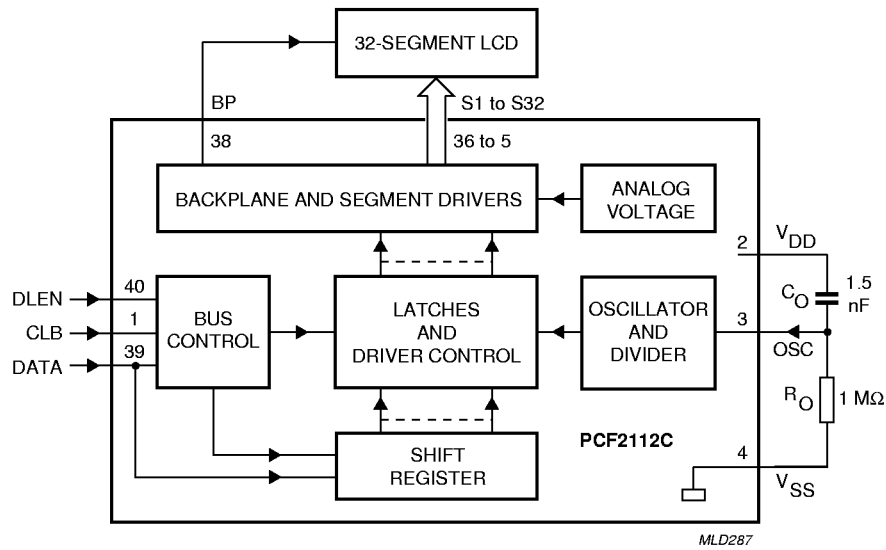 32-SEGMENT LCD
BP
S1 to S32
38
36 to 5
BACKPLANE AND SEGMENT DRIVERS
ANALOG
VOLTAGE
2
VDD
DLEN
40
CLB
1
DATA
39
BUS
CONTROL
LATCHES
AND
DRIVER CONTROL
OSCILLATOR
AND
DIVIDER
3
OSC
CO
1.5
nF
RO
1 MΩ
PCF2112C
SHIFT
REGISTER
4
VSS
MLD287